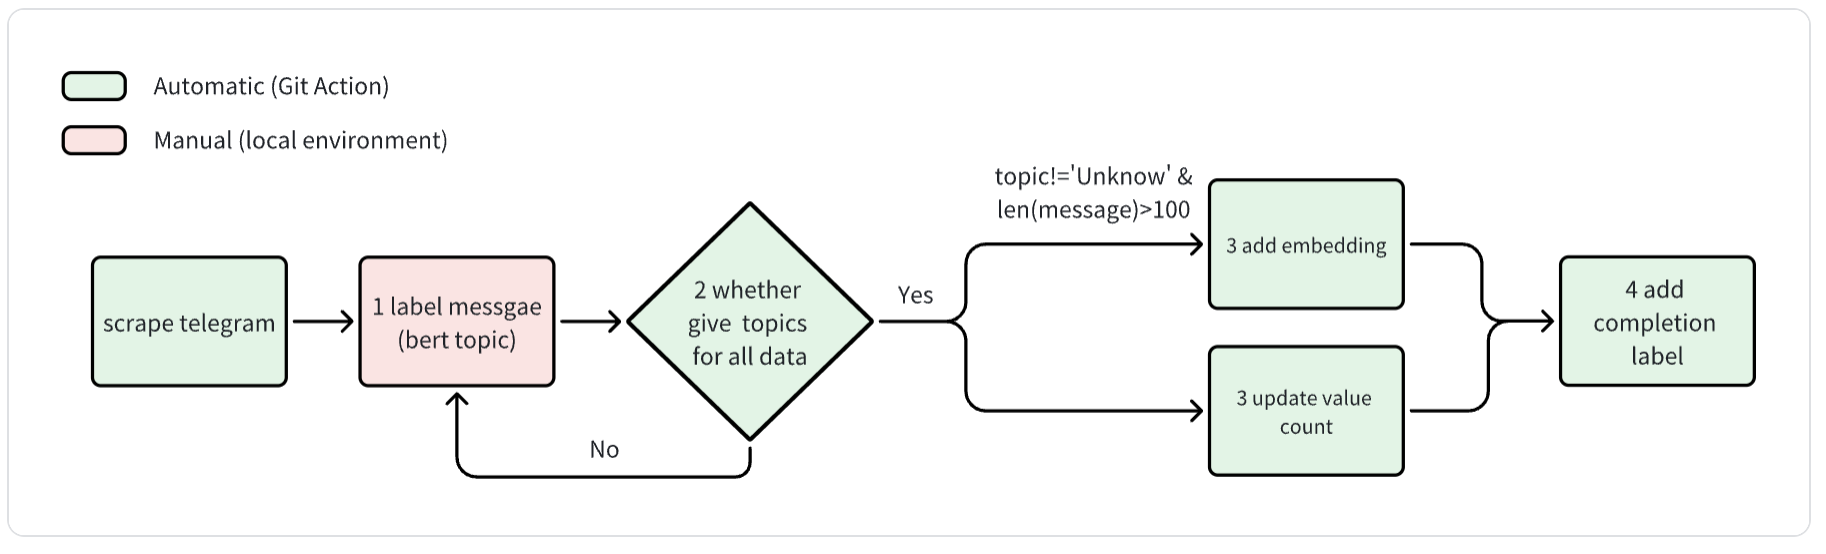 Automatic (Git Action)
Manual (local environment)
scrape telegram
1 label messgae
(bert topic)
2 whether
give topics
for all data
No
Yes
topic!='Unknow' &
len(message)>100
3 add embedding
3 update value
count
4 add
completion
label